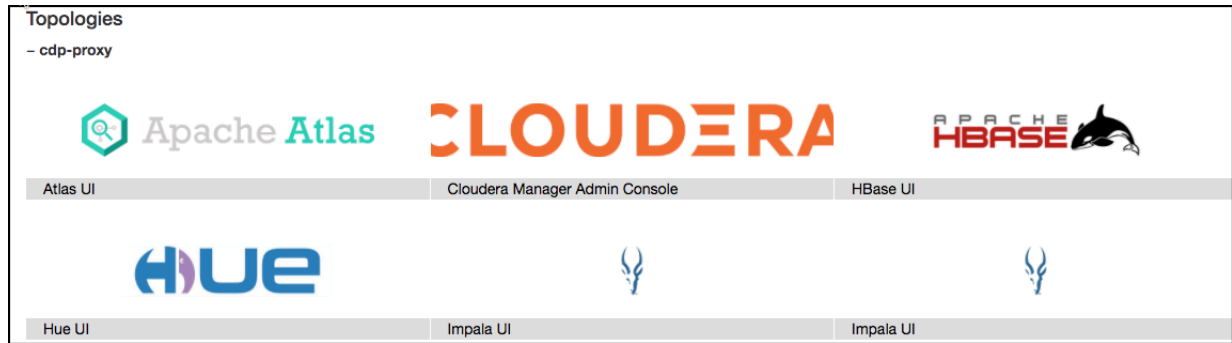 Topologies
– cdp-proxy
Apache Atlas
CLOUDERA
APACHE
HBASE
Atlas UI
Cloudera Manager Admin Console
HBase UI
HUE
Hue UI
Impala UI
Impala UI